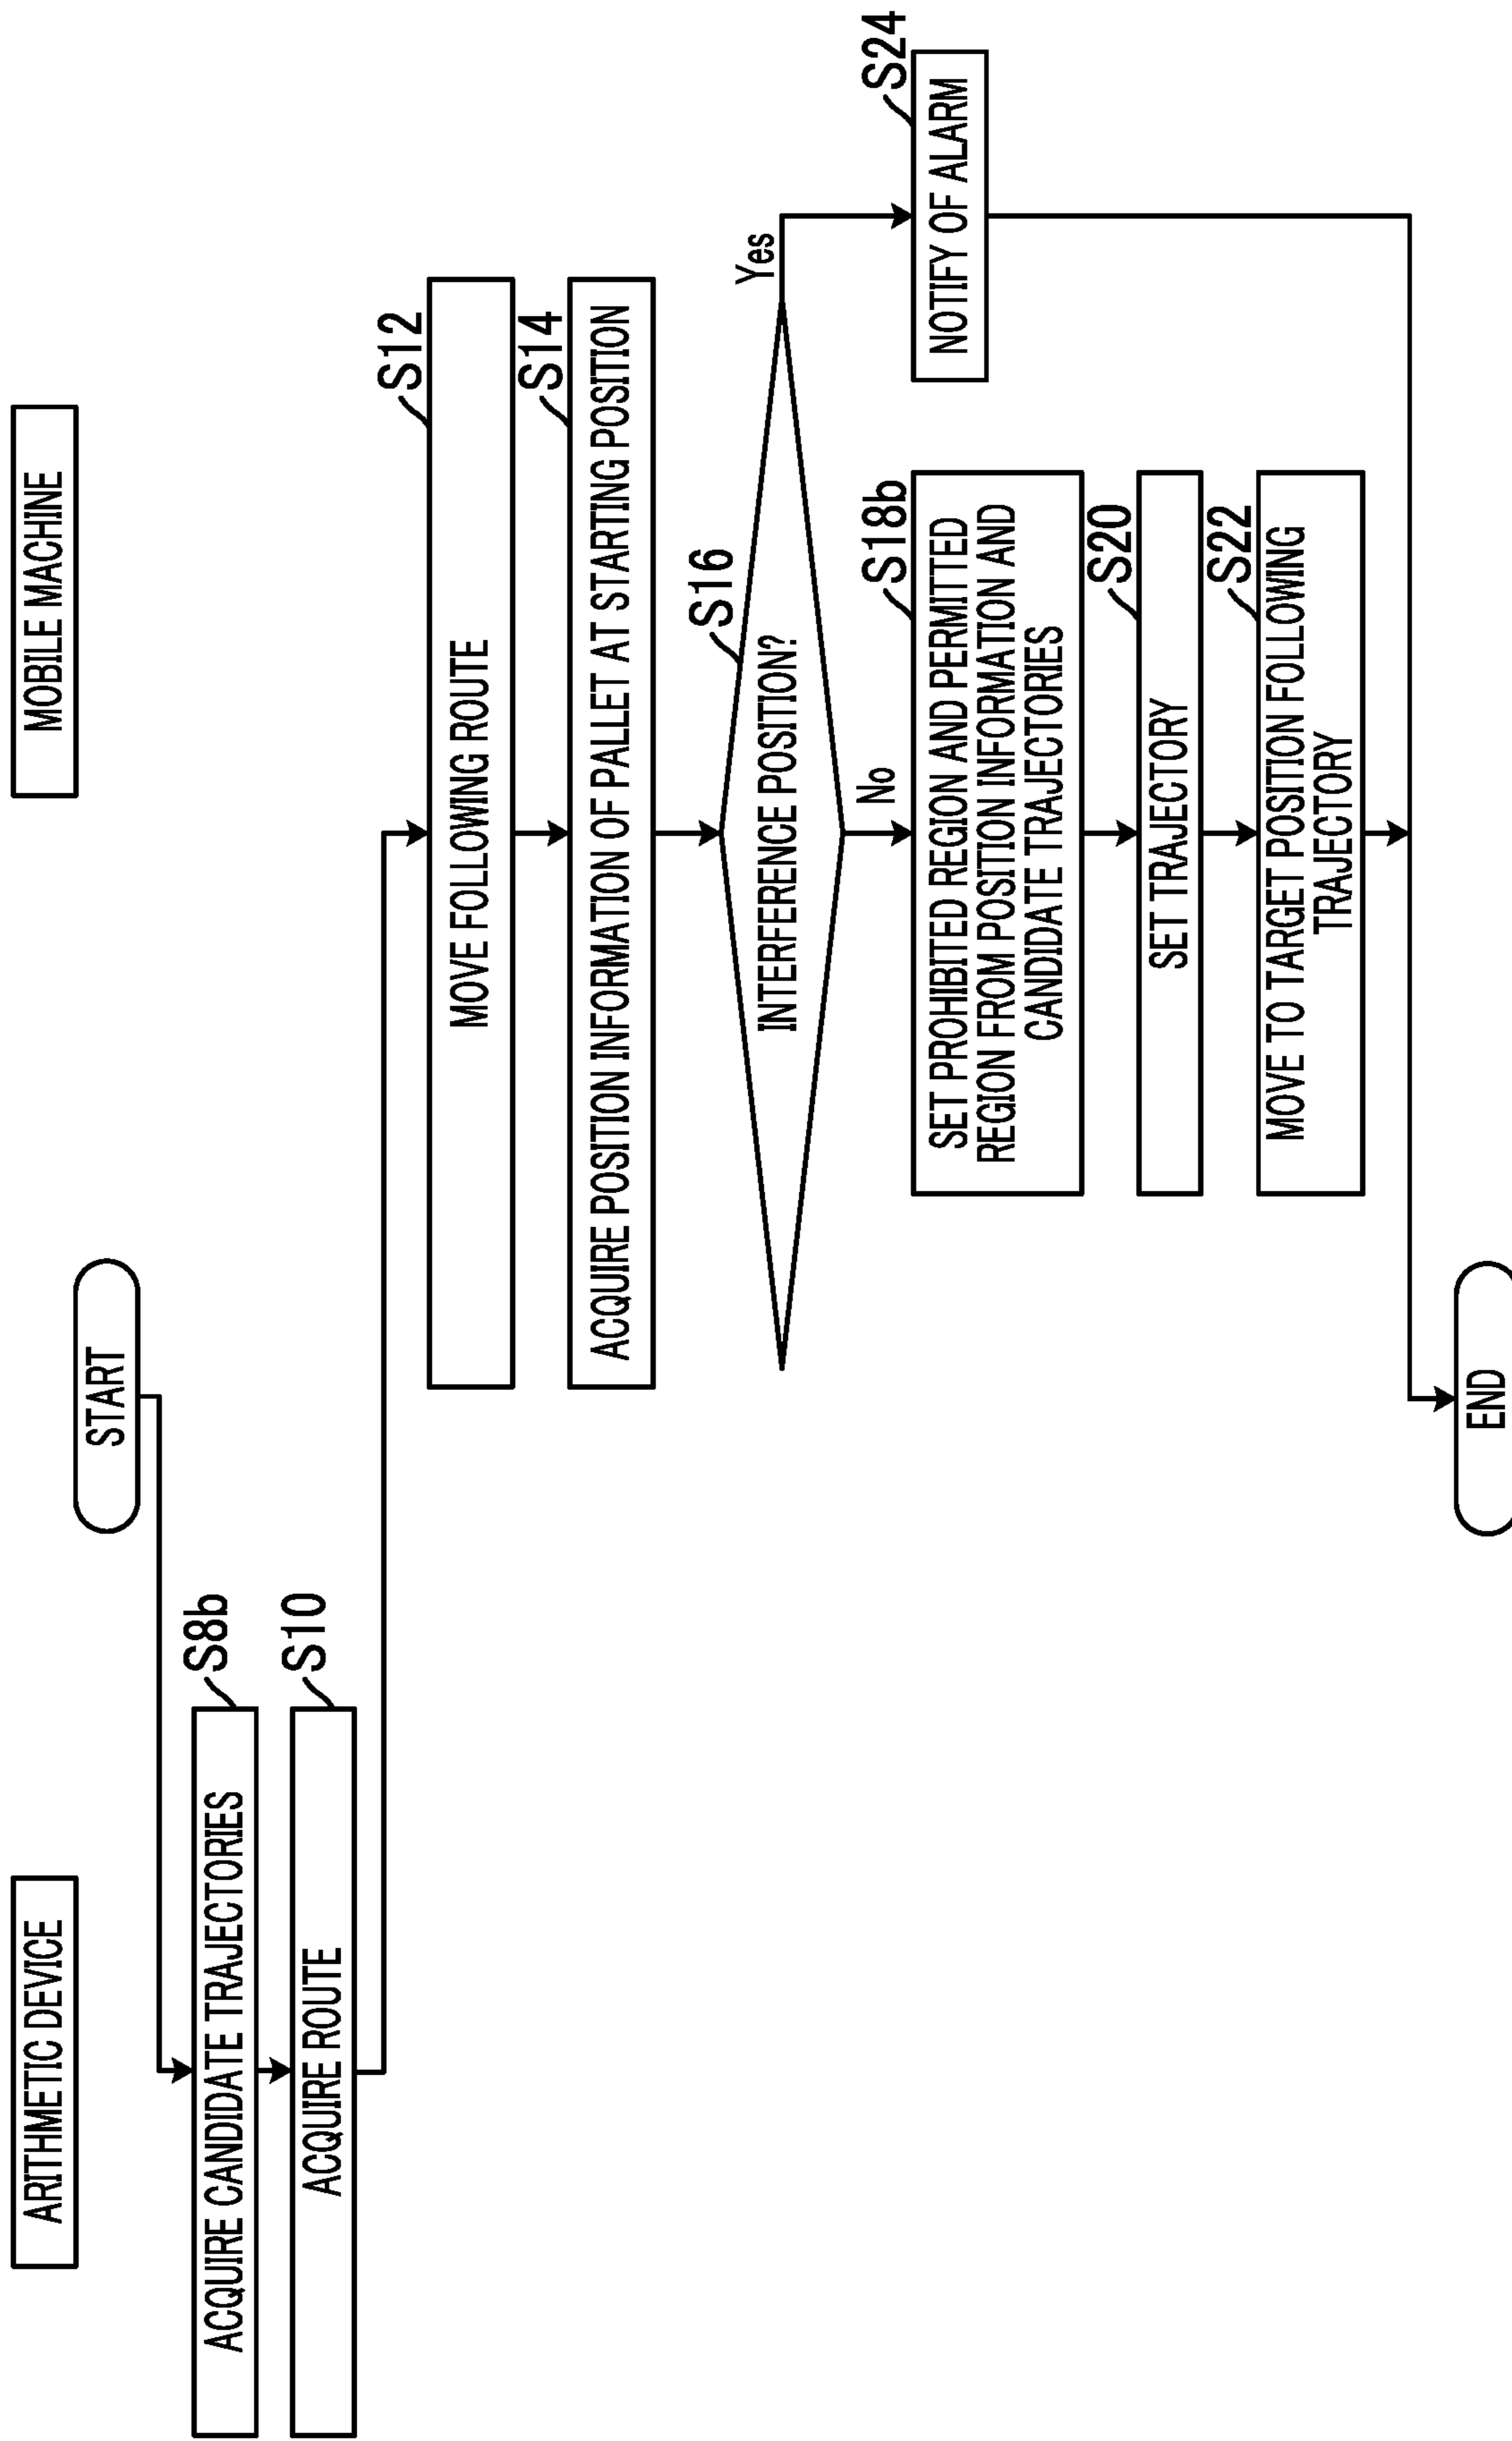 ARITHMETIC DEVICE
MOBILE MACHINE
START
S8b
ACQUIRE CANDIDATE TRAJECTORIES
S10
ACQUIRE ROUTE
S12
MOVE FOLLOWING ROUTE
S14
ACQUIRE POSITION INFORMATION OF PALLET AT STARTING POSITION
S16
INTERFERENCE POSITION?
Yes
No
S18b
SET PROHIBITED REGION AND PERMITTED
REGION FROM POSITION INFORMATION AND
CANDIDATE TRAJECTORIES
S24
NOTIFY OF ALARM
S20
SET TRAJECTORY
S22
MOVE TO TARGET POSITION FOLLOWING
TRAJECTORY
END